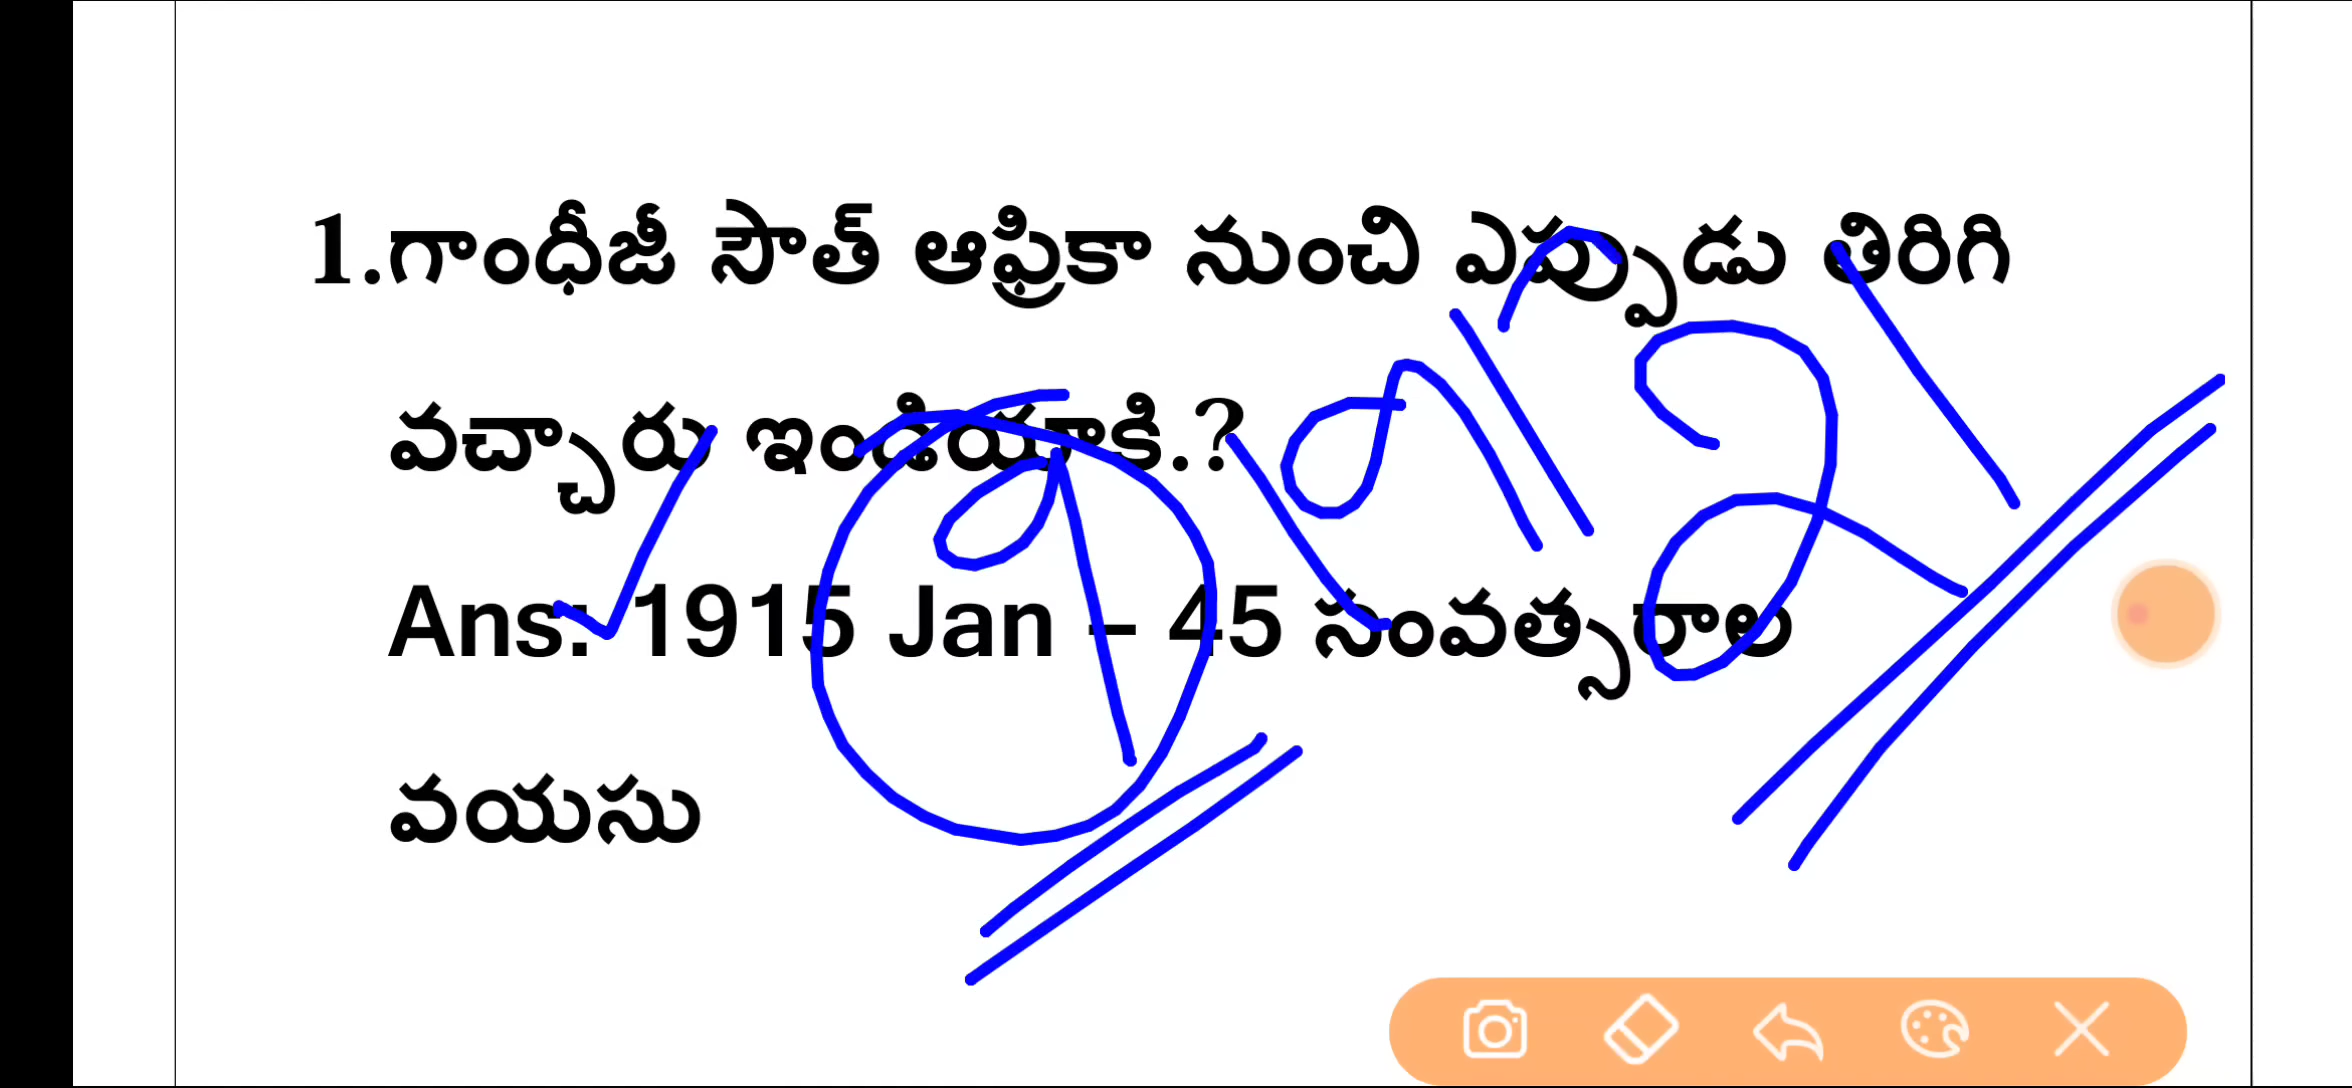 1.గాంధీజీ సౌత్ ఆఫ్రికా నుంచి ఎప్పుడు తిరిగి
వచ్చారు ఇండియాకి.?
Ans: 1915 Jan – 45 సంవత్సరాల
వయసు